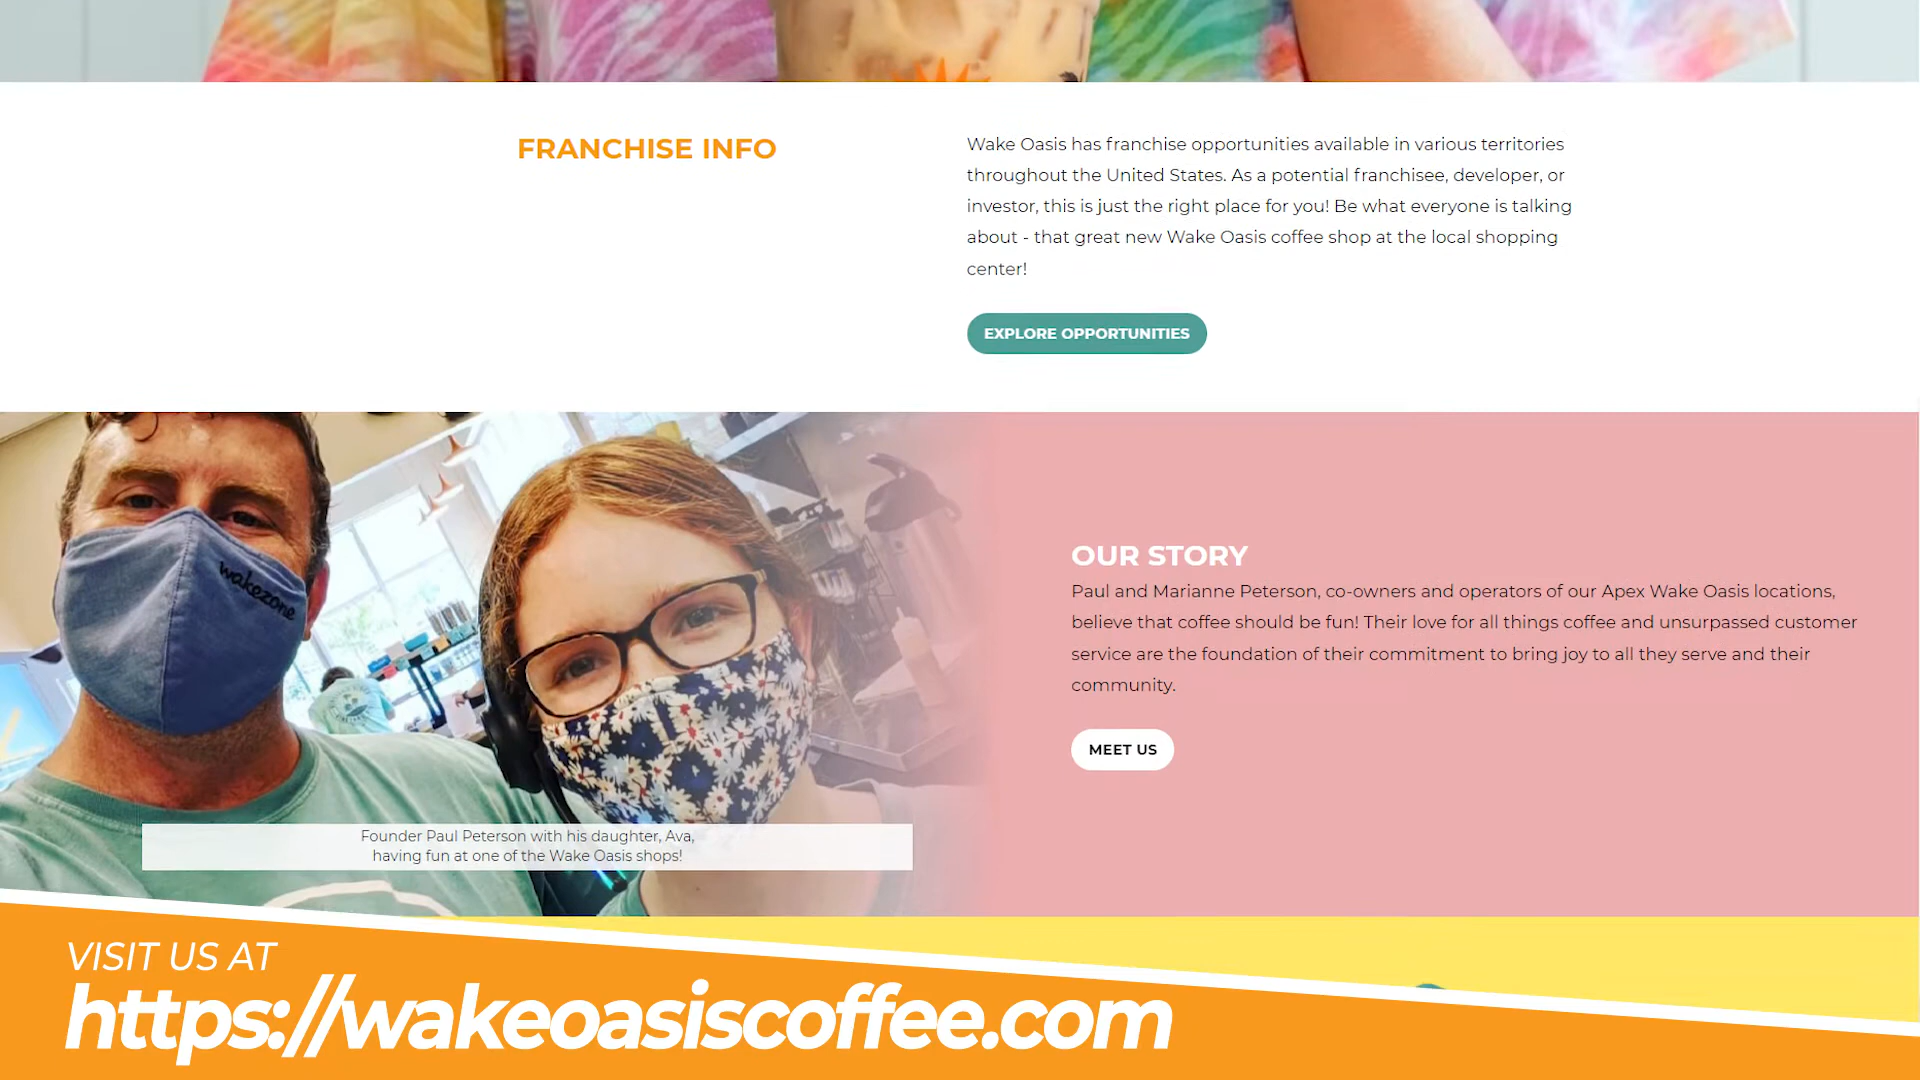 FRANCHISE INFO
Wake Oasis has franchise opportunities available in various territories
throughout the United States. As a potential franchisee, developer, or
investor, this is just the right place for you! Be what everyone is talking
about - that great new Wake Oasis coffee shop at the local shopping
center!
EXPLORE OPPORTUNITIES
wakezone
OUR STORY
Paul and Marianne Peterson, co-owners and operators of our Apex Wake Oasis locations,
believe that coffee should be fun! Their love for all things coffee and unsurpassed customer
service are the foundation of their commitment to bring joy to all they serve and their
community.
MEET US
Founder Paul Peterson with his daughter, Ava,
having fun at one of the Wake Oasis shops!
VISIT US AT
https://wakeoasiscoffee.com